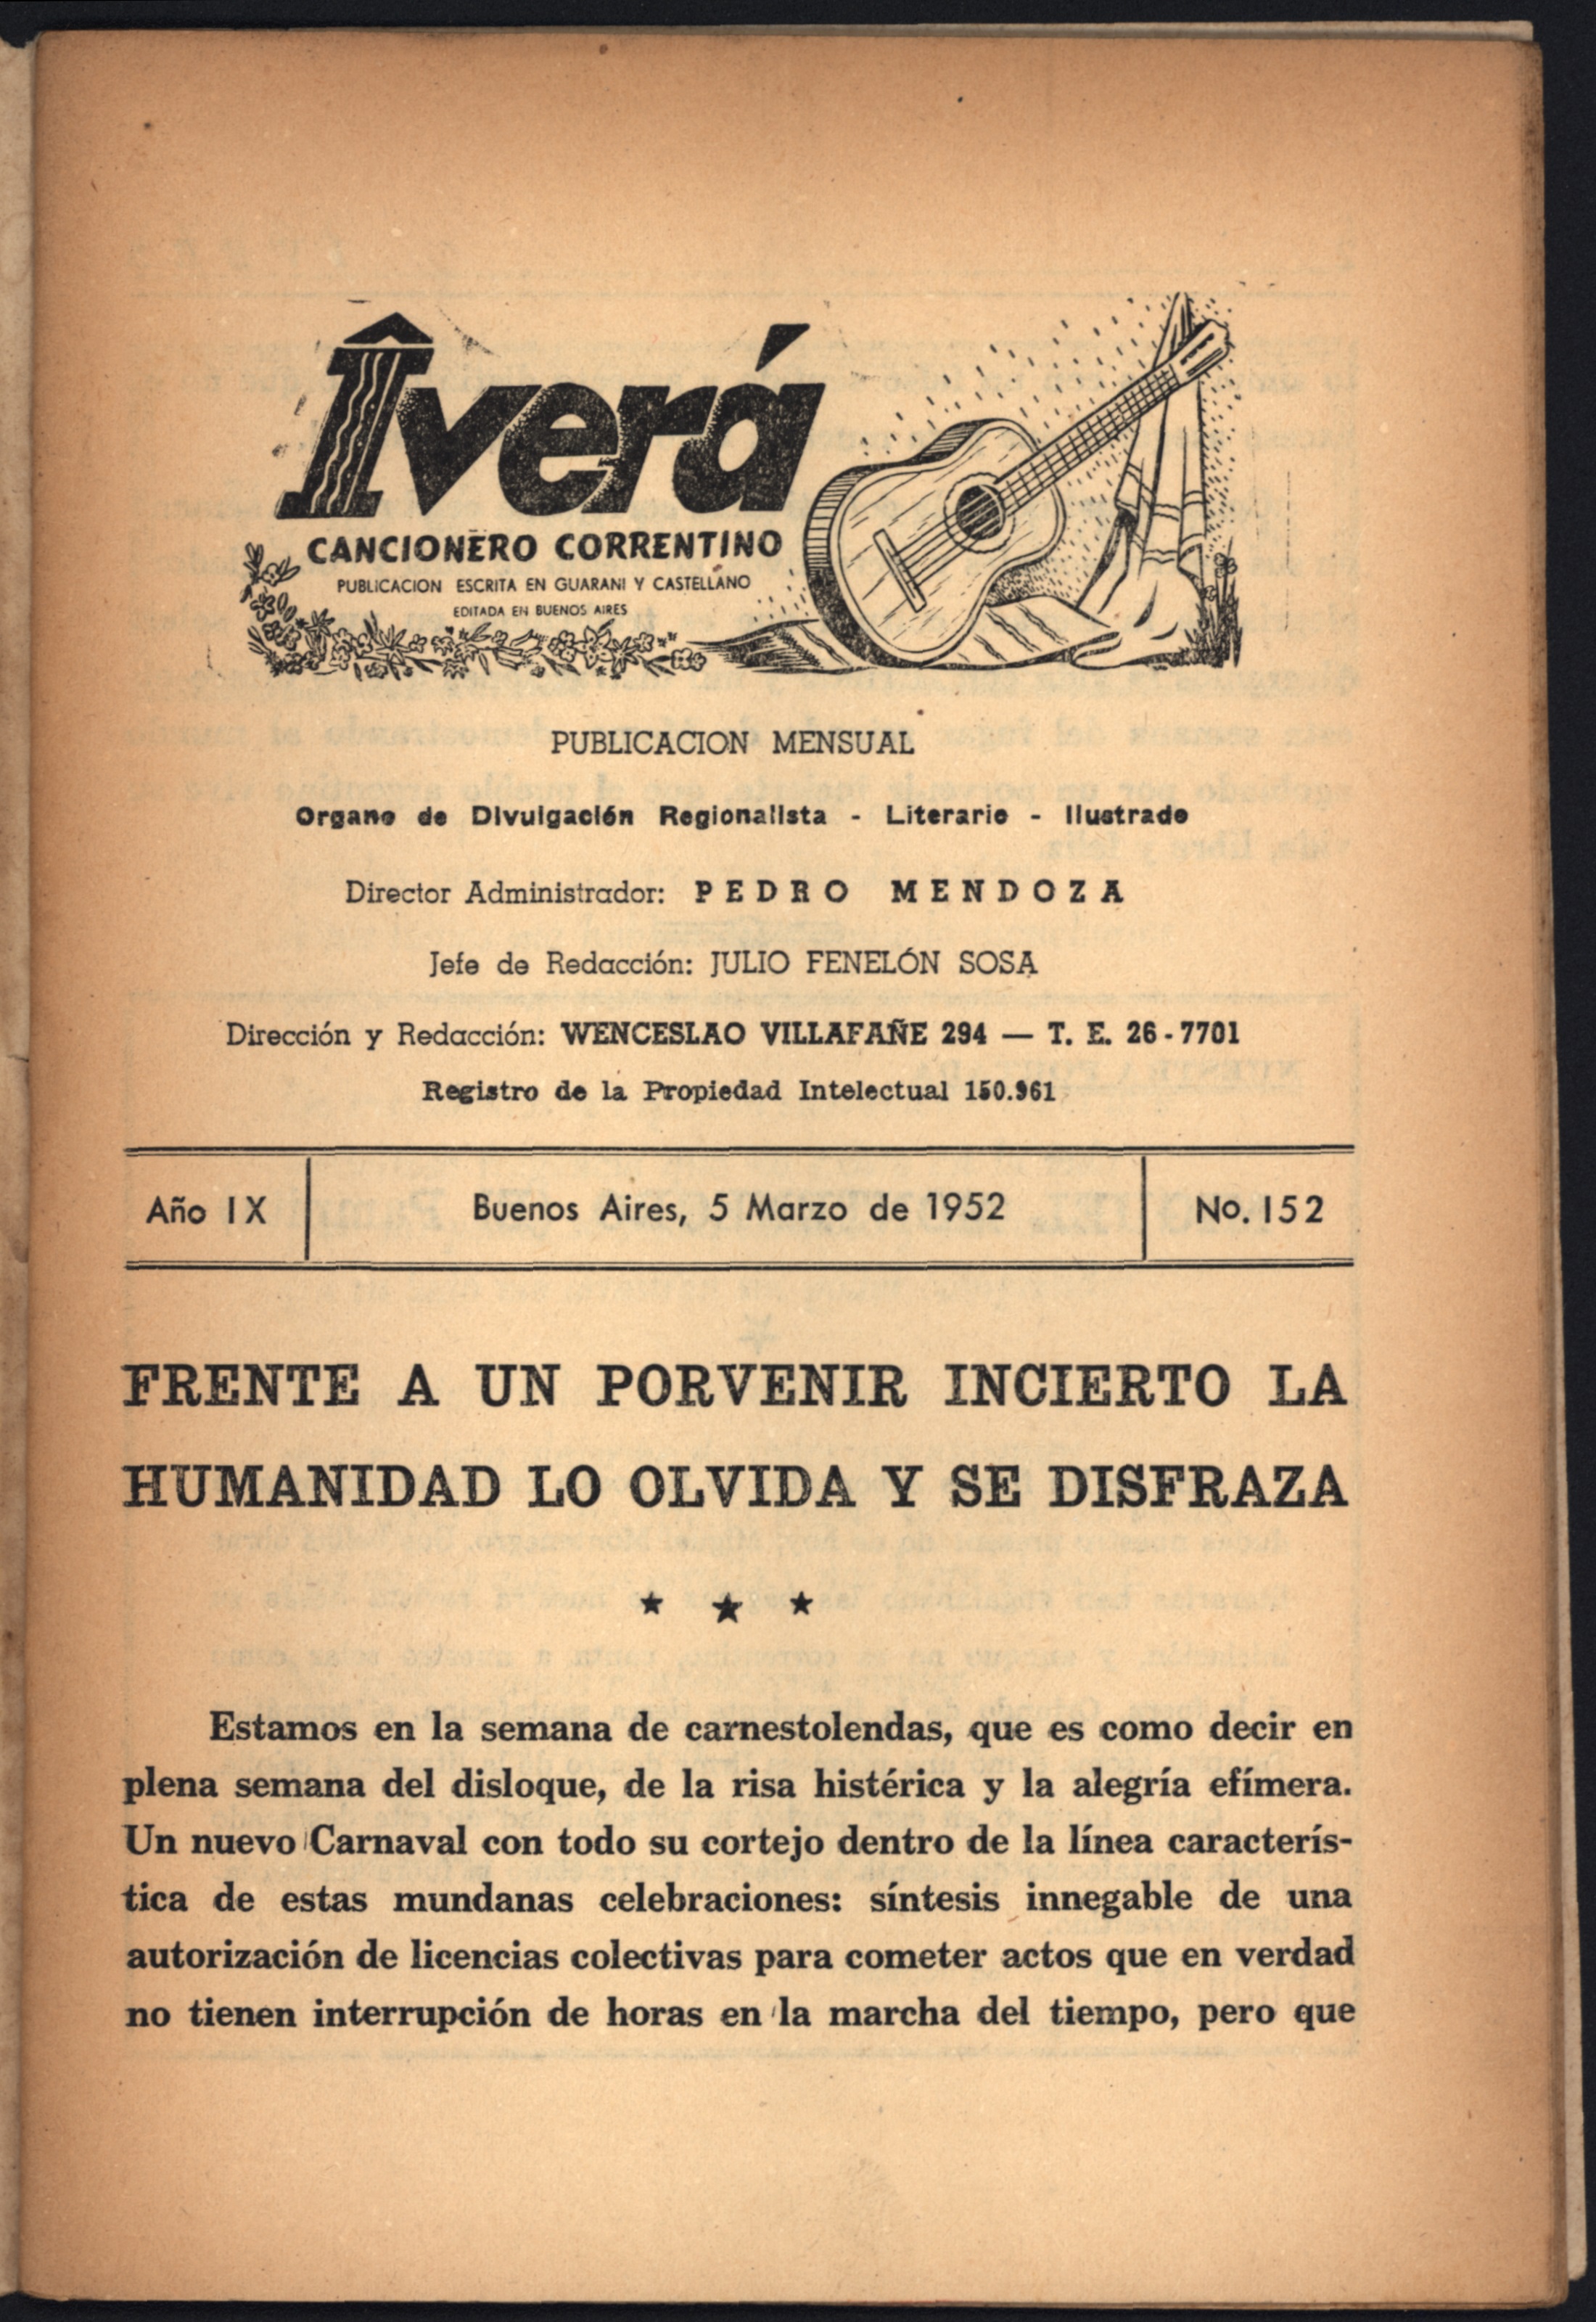 Îverá
CANCIONERO CORRENTINO
PUBLICACION ESCRITA EN GUARANI Y CASTELLANO
EDITADA EN BUENOS AIRES
PUBLICACION MENSUAL
Organo de Divulgación Regionalista - Literario - Ilustrado
Director Administrador: PEDRO MENDOZA
Jefe de Redacción: JULIO FENELÓN SOSA
Dirección y Redacción: WENCESLAO VILLAFAÑE 294 — T. E. 26-7701
Registro de la Propiedad Intelectual 150.961
Año IX Buenos Aires, 5 Marzo de 1952 No. 152
FRENTE A UN PORVENIR INCIERTO LA
HUMANIDAD LO OLVIDA Y SE DISFRAZA
★ ★ ★
Estamos en la semana de carnestolendas, que es como decir en
plena semana del disloque, de la risa histérica y la alegría efímera.
Un nuevo Carnaval con todo su cortejo dentro de la línea caracterís-
tica de estas mundanas celebraciones: síntesis innegable de una
autorización de licencias colectivas para cometer actos que en verdad
no tienen interrupción de horas en la marcha del tiempo, pero que